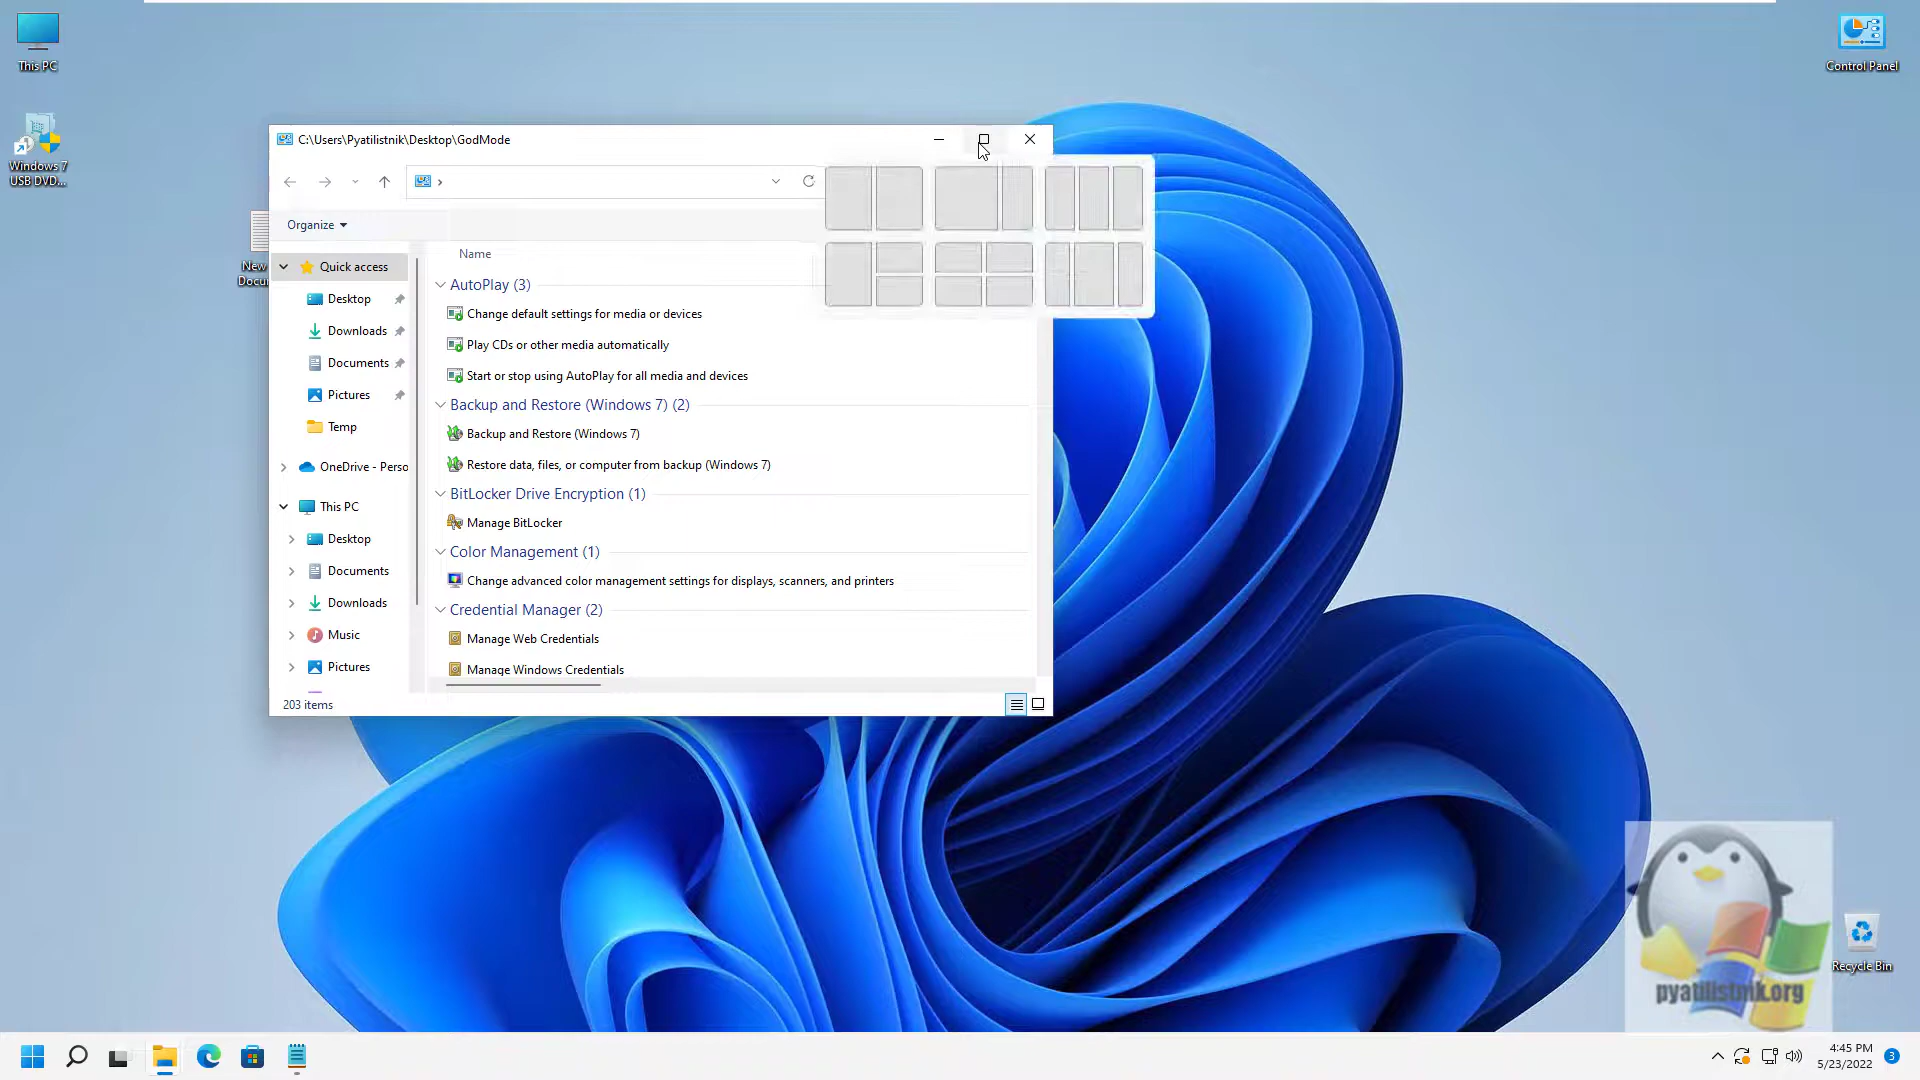 This PC
Windows 7
USB DVD...
New
Docu
Control Panel
C:\Users\Pyatilistnik\Desktop\GodMode
Organize
Name
Quick access
Desktop
Downloads
Documents
Pictures
Temp
OneDrive - Perso
This PC
Desktop
Documents
Downloads
Music
Pictures
AutoPlay (3)
Change default settings for media or devices
Play CDs or other media automatically
Start or stop using AutoPlay for all media and devices
Backup and Restore (Windows 7) (2)
Backup and Restore (Windows 7)
Restore data, files, or computer from backup (Windows 7)
BitLocker Drive Encryption (1)
Manage BitLocker
Color Management (1)
Change advanced color management settings for displays, scanners, and printers
Credential Manager (2)
Manage Web Credentials
Manage Windows Credentials
203 items
pyatilistnik.org
Recycle Bin
4:45 PM
5/23/2022
3